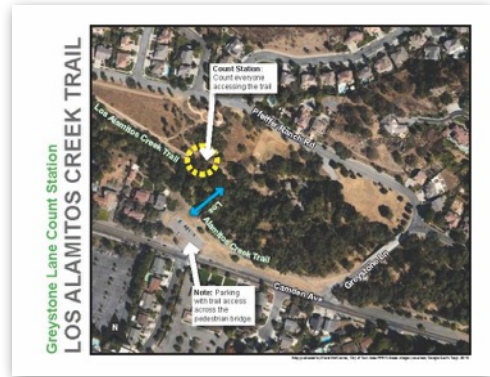 Greystone Lane Count Station
LOS ALAMITOS CREEK TRAIL
Count Station:
Count everyone
accessing the trail
Pfeiffer Ranch Rd
Los Alamitos Creek Trail
Los
Alamitos Creek Trail
Greystone Ln
Camden Ave
Note: Parking
with trail access
across the
pedestrian bridge.
N